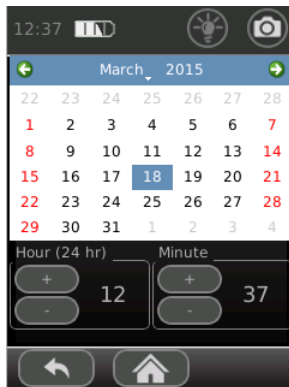 12:37
March 2015
22 23 24 25 26 27 28
1 2 3 4 5 6 7
8 9 10 11 12 13 14
15 16 17 18 19 20 21
22 23 24 25 26 27 28
29 30 31 1 2 3 4
Hour (24 hr) Minute
+ +
12 37
- -